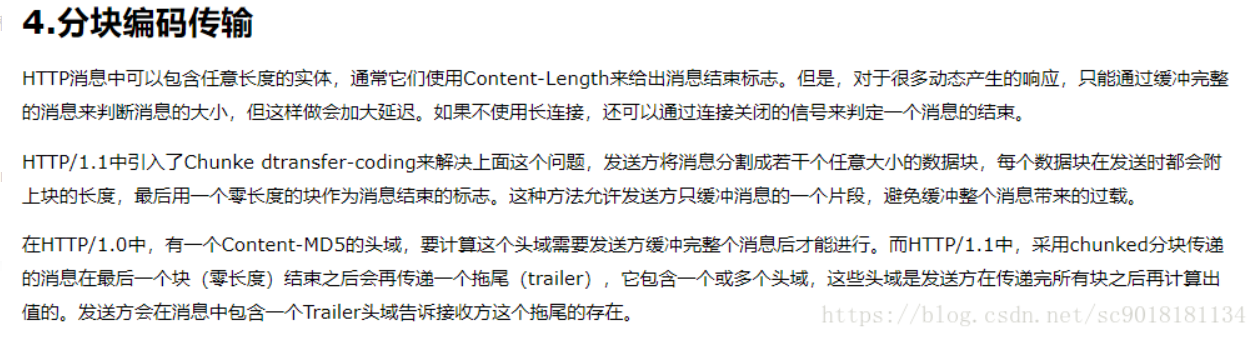 4.分块编码传输
HTTP消息中可以包含任意长度的实体，通常它们使用Content-Length来给出消息结束标志。但是，对于很多动态产生的响应，只能通过缓冲完整
的消息来判断消息的大小，但这样做会加大延迟。如果不使用长连接，还可以通过连接关闭的信号来判定一个消息的结束。
HTTP/1.1中引入了Chunke dtransfer-coding来解决上面这个问题，发送方将消息分割成若干个任意大小的数据块，每个数据块在发送时都会附
上块的长度，最后用一个零长度的块作为消息结束的标志。这种方法允许发送方只缓冲消息的一个片段，避免缓冲整个消息带来的过载。
在HTTP/1.0中，有一个Content-MD5的头域，要计算这个头域需要发送方缓冲完整个消息后才能进行。而HTTP/1.1中，采用chunked分块传递
的消息在最后一个块（零长度）结束之后会再传递一个拖尾（trailer），它包含一个或多个头域，这些头域是发送方在传递完所有块之后再计算出
值的。发送方会在消息中包含一个Trailer头域告诉接收方这个拖尾的存在。
https://blog.csdn.net/sc9018181134